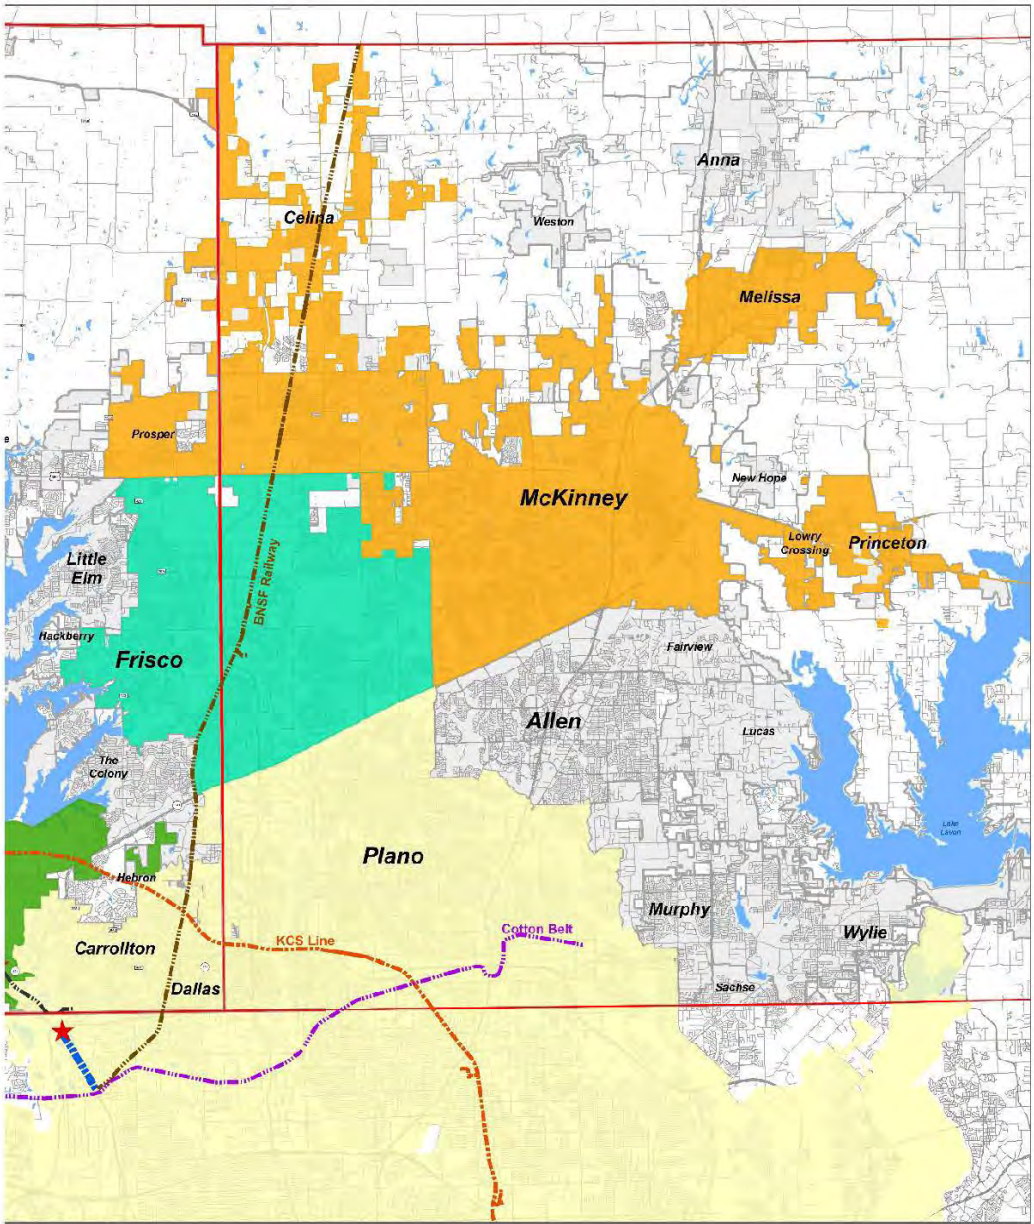 Anna
Celina
Weston
Melissa
Prosper
McKinney
New Hope
Lowry
Crossing
Princeton
Little
Elm
BNSF Railway
Hackberry
Frisco
Fairview
Allen
Lucas
The
Colony
Lake
Lavon
Plano
Hebron
Murphy
Cotton Belt
Wylie
KCS Line
Carrollton
Dallas
Sachse